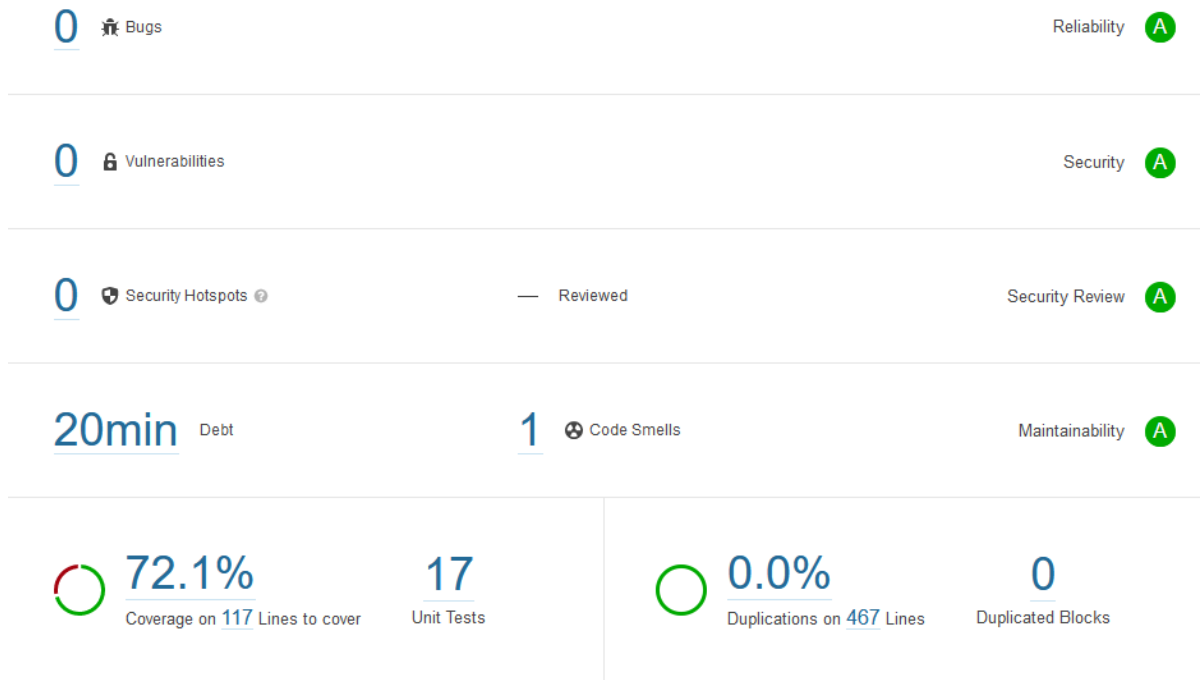 0 Bugs Reliability A
0 Vulnerabilities Security A
0 Security Hotspots ? — Reviewed Security Review A
20min Debt 1 Code Smells Maintainability A
72.1% 17 0.0% 0
Coverage on 117 Lines to cover Unit Tests Duplications on 467 Lines Duplicated Blocks